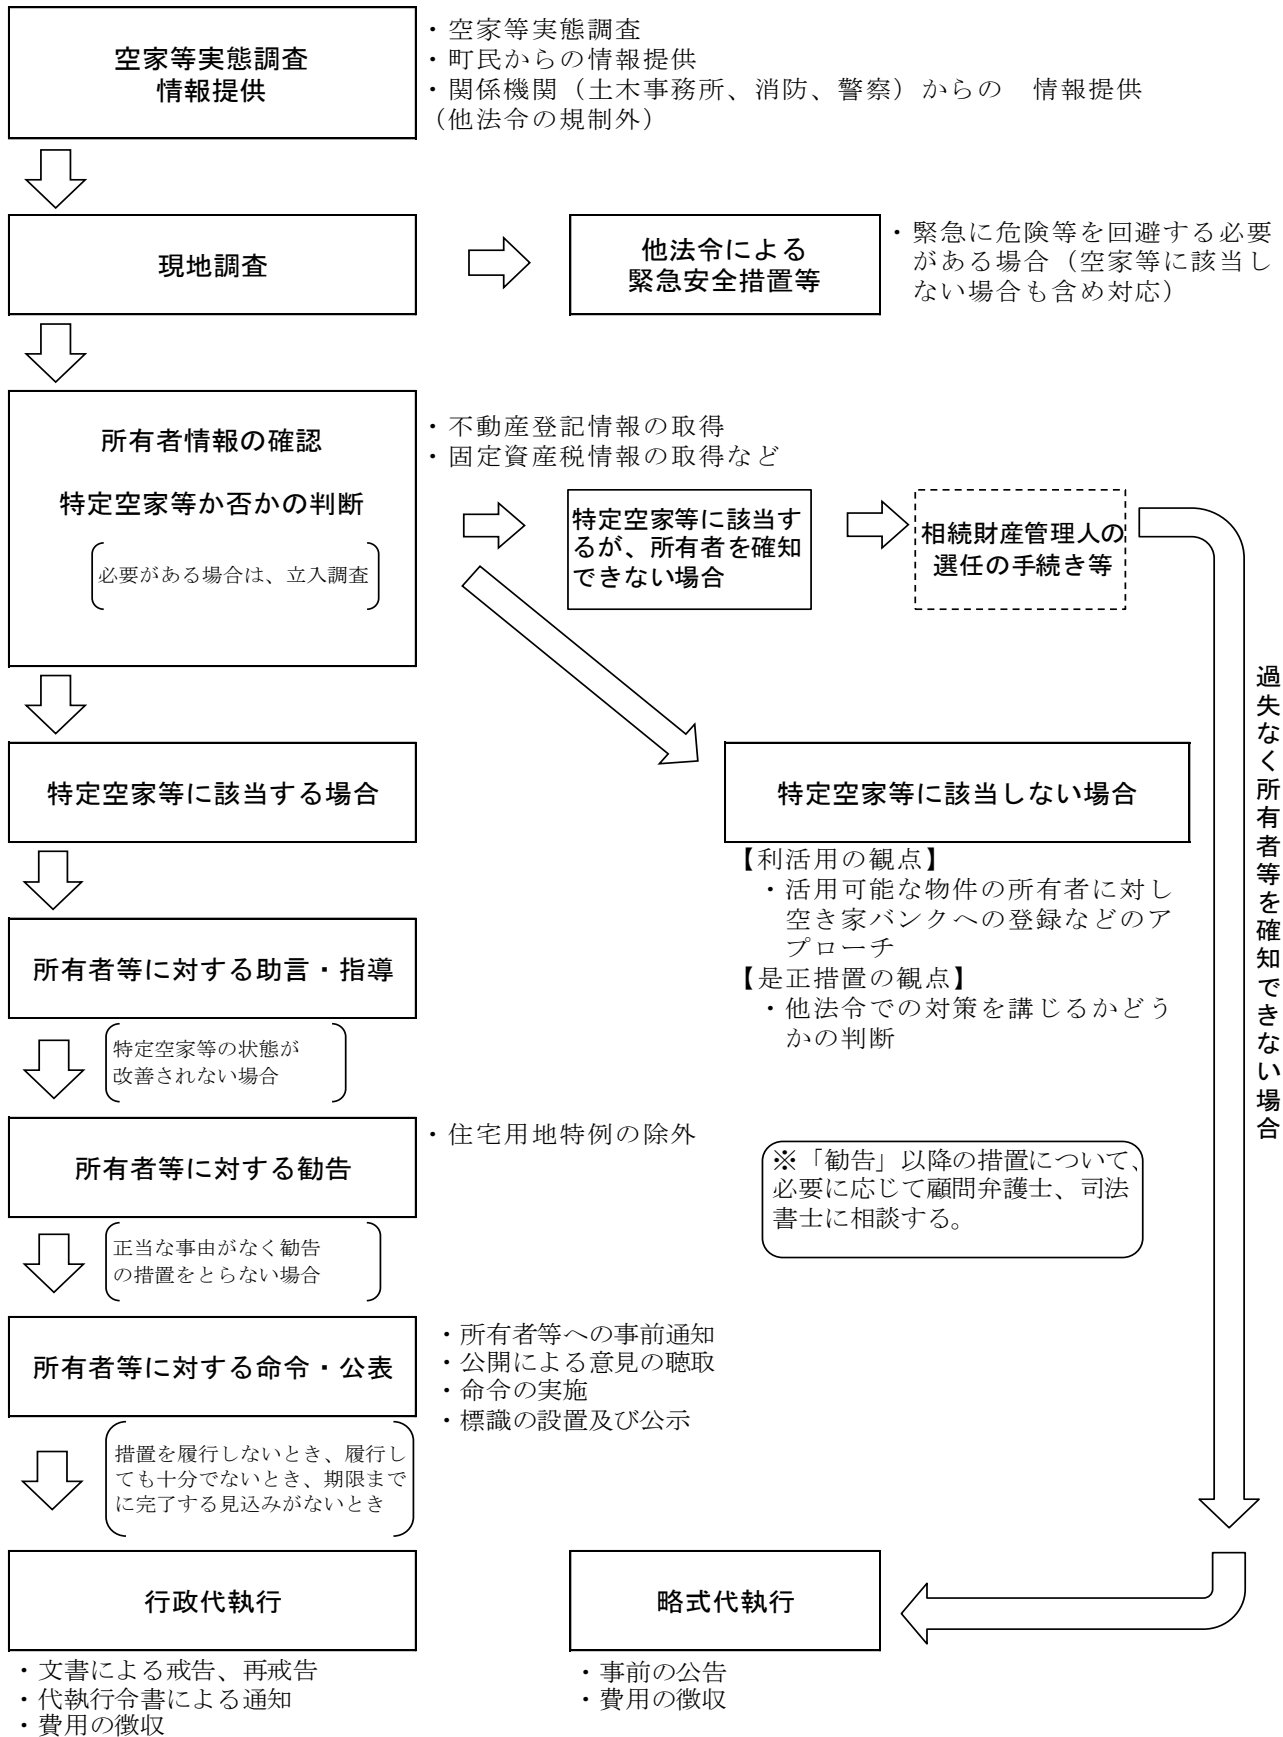 空家等実態調査
情報提供
・空家等実態調査
・町民からの情報提供
・関係機関（土木事務所、消防、警察）からの　情報提供
（他法令の規制外）
現地調査
他法令による
緊急安全措置等
・緊急に危険等を回避する必要
がある場合（空家等に該当し
ない場合も含め対応）
所有者情報の確認
特定空家等か否かの判断
必要がある場合は、立入調査
・不動産登記情報の取得
・固定資産税情報の取得など
特定空家等に該当す
るが、所有者を確知
できない場合
相続財産管理人の
選任の手続き等
過失なく所有者等を確知できない場合
特定空家等に該当する場合
特定空家等に該当しない場合
【利活用の観点】
・活用可能な物件の所有者に対し
空き家バンクへの登録などのア
プローチ
【是正措置の観点】
・他法令での対策を講じるかどう
かの判断
所有者等に対する助言・指導
特定空家等の状態が
改善されない場合
所有者等に対する勧告
・住宅用地特例の除外
※「勧告」以降の措置について、
必要に応じて顧問弁護士、司法
書士に相談する。
正当な事由がなく勧告
の措置をとらない場合
所有者等に対する命令・公表
・所有者等への事前通知
・公開による意見の聴取
・命令の実施
・標識の設置及び公示
措置を履行しないとき、履行し
ても十分でないとき、期限まで
に完了する見込みがないとき
行政代執行
・文書による戒告、再戒告
・代執行令書による通知
・費用の徴収
略式代執行
・事前の公告
・費用の徴収